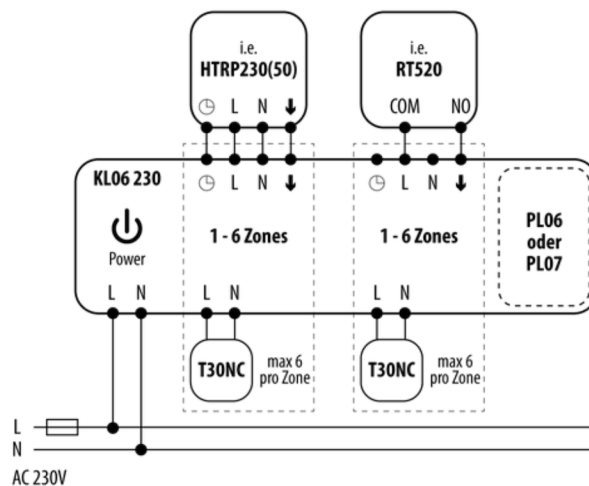 i.e.
HTRP230(50)
L N
i.e.
RT520
COM NO
KL06 230
Power
L N
L N
1 - 6 Zones
L N
L N
1 - 6 Zones
L N
PL06
oder
PL07
T30NC
max 6
pro Zone
T30NC
max 6
pro Zone
L
N
AC 230V